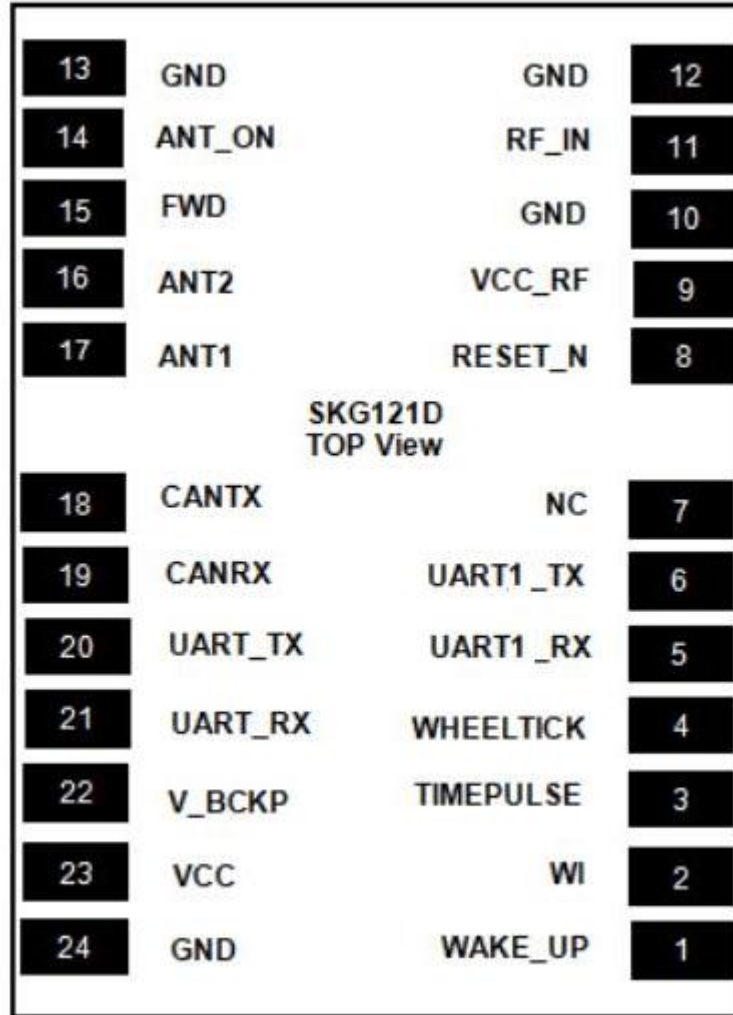 13 GND GND 12
14 ANT_ON RF_IN 11
15 FWD GND 10
16 ANT2 VCC_RF 9
17 ANT1 RESET_N 8
SKG121D
TOP View
18 CANTX NC 7
19 CANRX UART1 _TX 6
20 UART_TX UART1 _RX 5
21 UART_RX WHEELTICK 4
22 V_BCKP TIMEPULSE 3
23 VCC WI 2
24 GND WAKE_UP 1